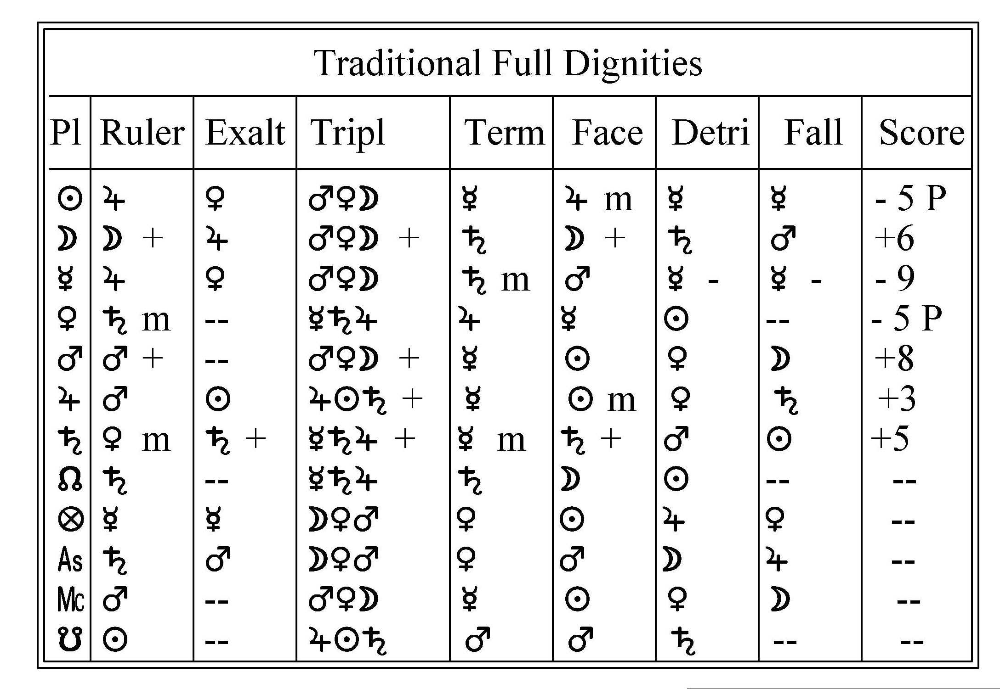 Traditional Full Dignities
Pl Ruler Exalt Tripl Term Face Detri Fall Score
☉ ♃ ♀ ♂♀☽ ☿ ♃ m ☿ ☿ - 5 P
☽ ☽ + ♃ ♂♀☽ + ♄ ☽ + ♄ ♂ +6
☿ ♃ ♀ ♂♀☽ ♄ m ♂ ☿ - ☿ - - 9
♀ ♄ m -- ☿♄♃ ♃ ☿ ☉ -- - 5 P
♂ ♂ + -- ♂♀☽ + ☿ ☉ ♀ ☽ +8
♃ ♂ ☉ ♃☉♄ + ☿ ☉ m ♀ ♄ +3
♄ ♀ m ♄ + ☿♄♃ + ☿ m ♄ + ♂ ☉ +5
☊ ♄ -- ☿♄♃ ♄ ☽ ☉ -- --
⊗ ☿ ☿ ☽♀♂ ♀ ☉ ♃ ♀ --
As ♄ ♂ ☽♀♂ ♀ ♂ ☽ ♃ --
Mc ♂ -- ♂♀☽ ☿ ☉ ♀ ☽ --
☋ ☉ -- ♃☉♄ ♂ ♂ ♄ -- --